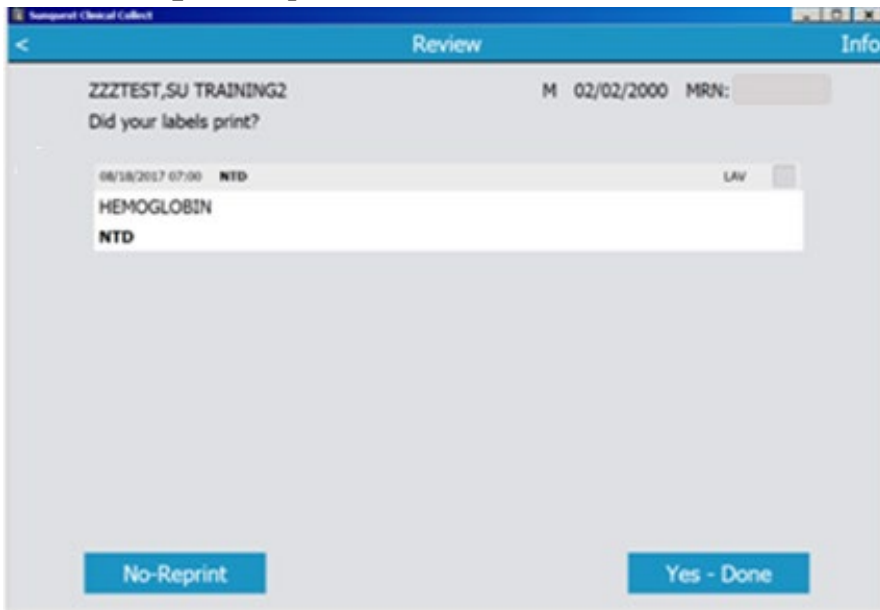 Sunquest Clinical Collect
< Review Info
ZZZTEST,SU TRAINING2 M 02/02/2000 MRN:
Did your labels print?
08/18/2017 07:00 NTD LAV
HEMOGLOBIN
NTD
No-Reprint Yes - Done